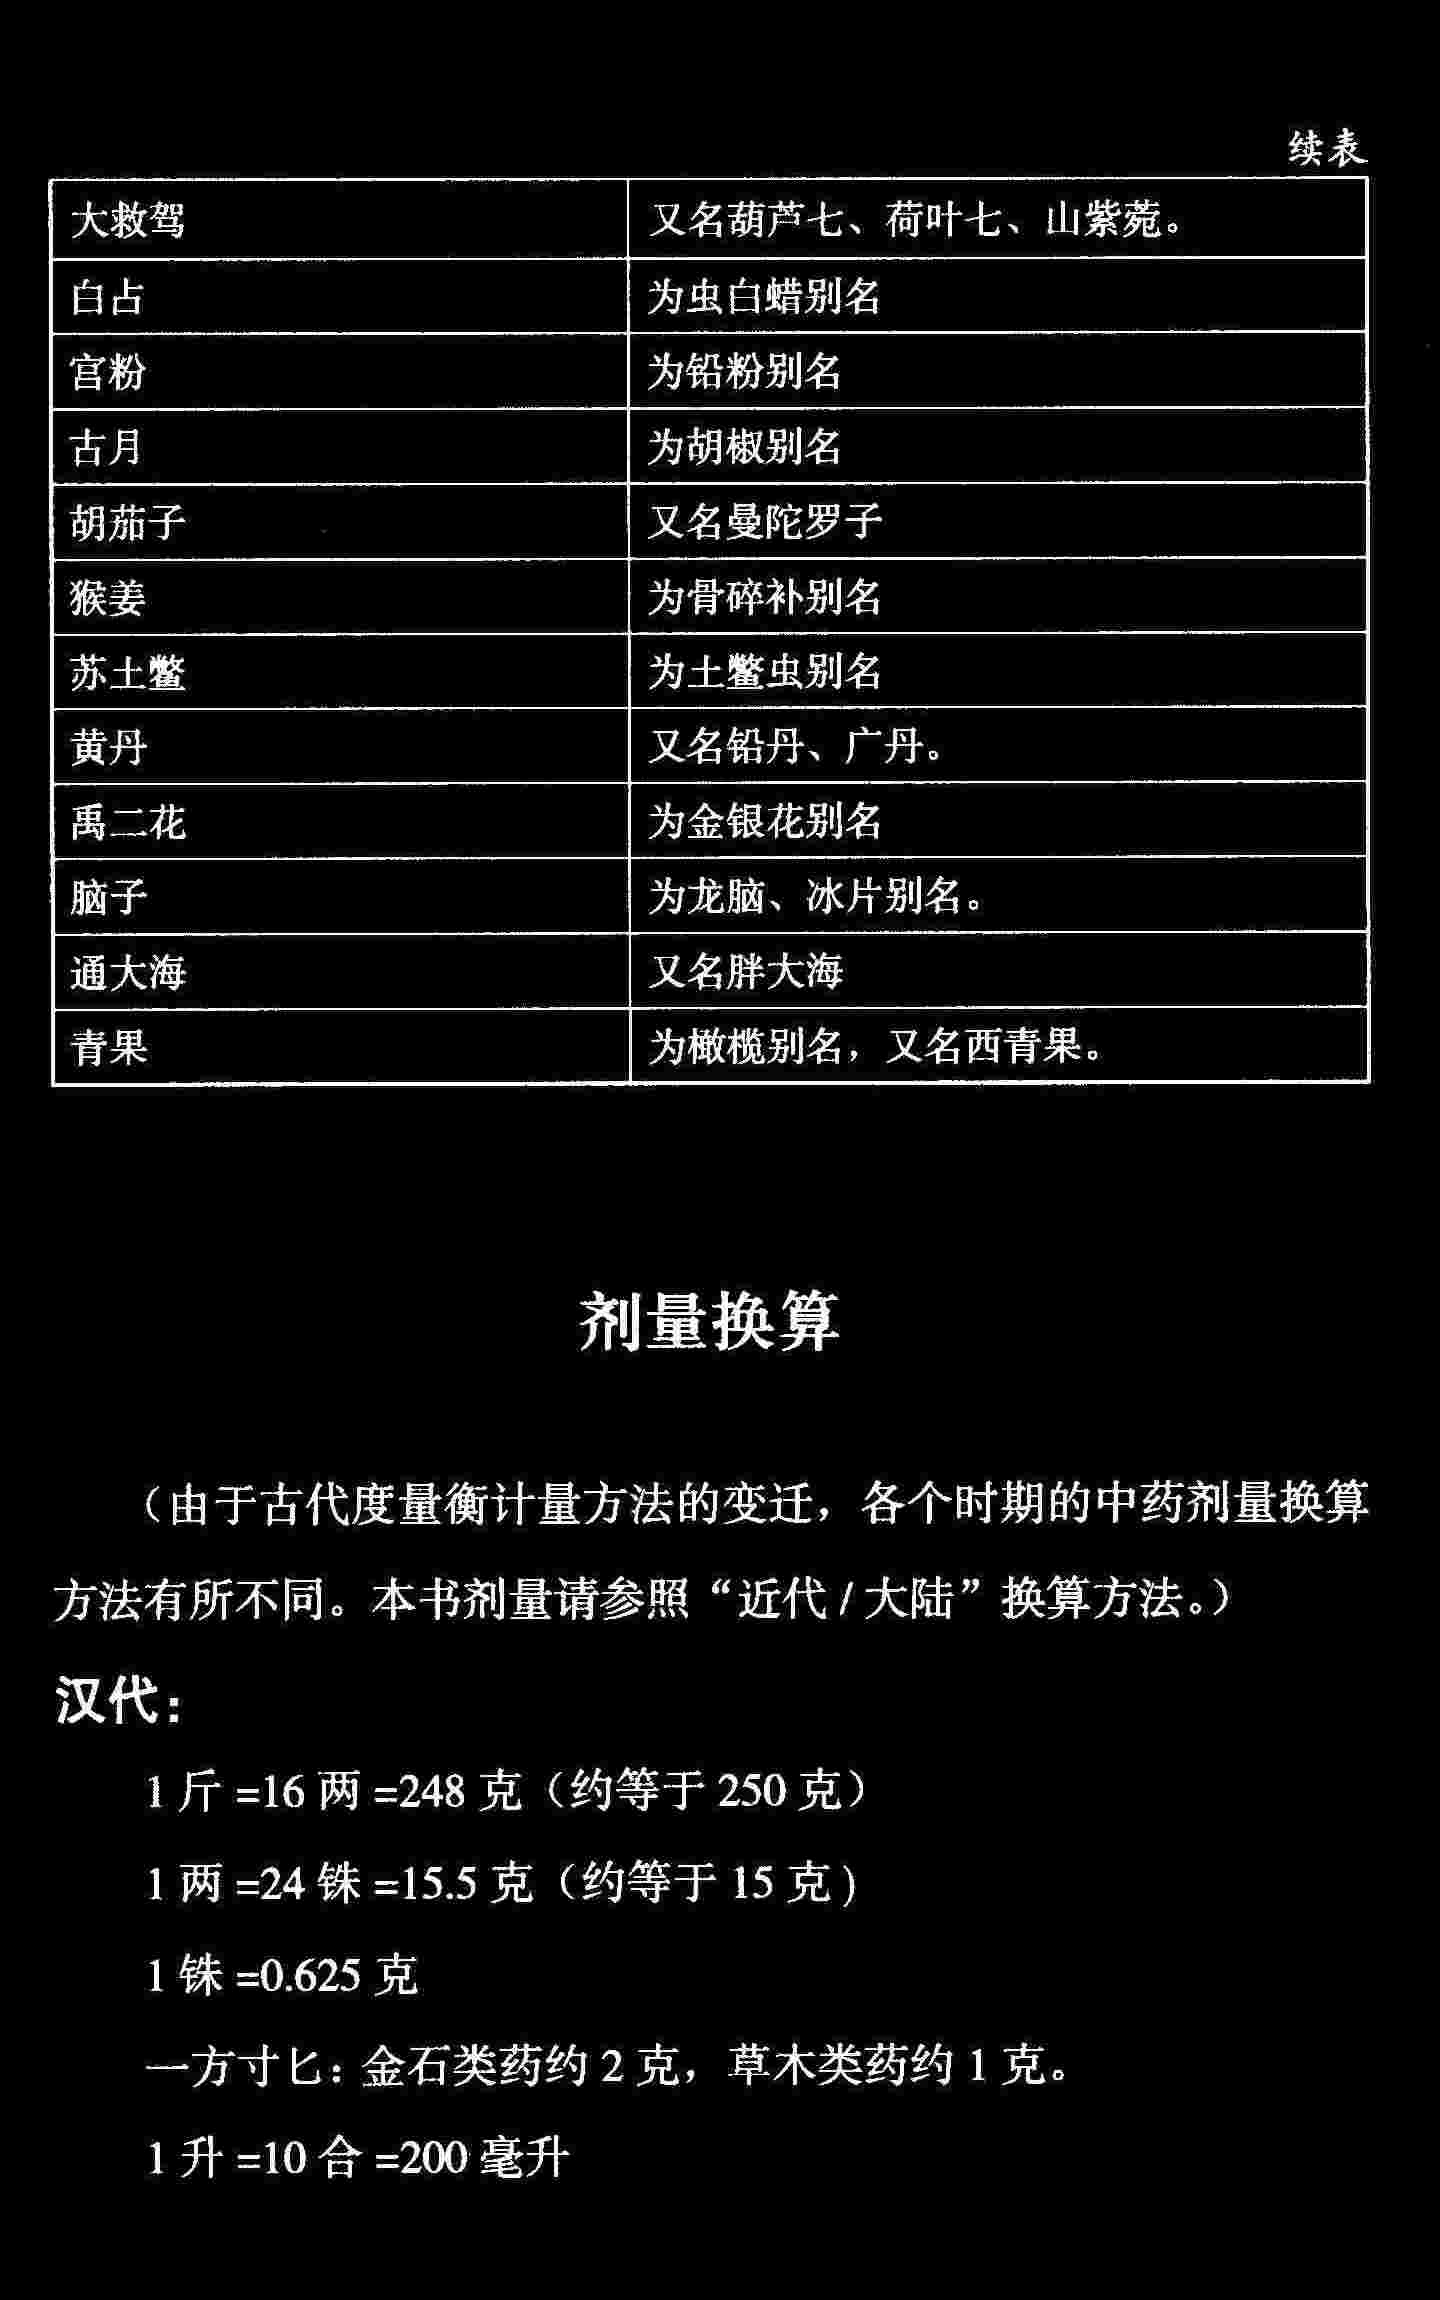 续表
大救驾 又名葫芦七、荷叶七、山紫菀。
白占 为虫白蜡别名
宫粉 为铅粉别名
古月 为胡椒别名
胡茄子 又名曼陀罗子
猴姜 为骨碎补别名
苏土鳖 为土鳖虫别名
黄丹 又名铅丹、广丹。
禹二花 为金银花别名
脑子 为龙脑、冰片别名。
通大海 又名胖大海
青果 为橄榄别名，又名西青果。
剂量换算
（由于古代度量衡计量方法的变迁，各个时期的中药剂量换算
方法有所不同。本书剂量请参照“近代/大陆”换算方法。）
汉代：
1 斤 =16 两 =248 克（约等于 250 克）
1 两 =24 铢 =15.5 克（约等于 15 克)
1 铢 =0.625 克
一方寸匕：金石类药约 2 克，草木类药约 1 克。
1 升 =10 合 =200 毫升